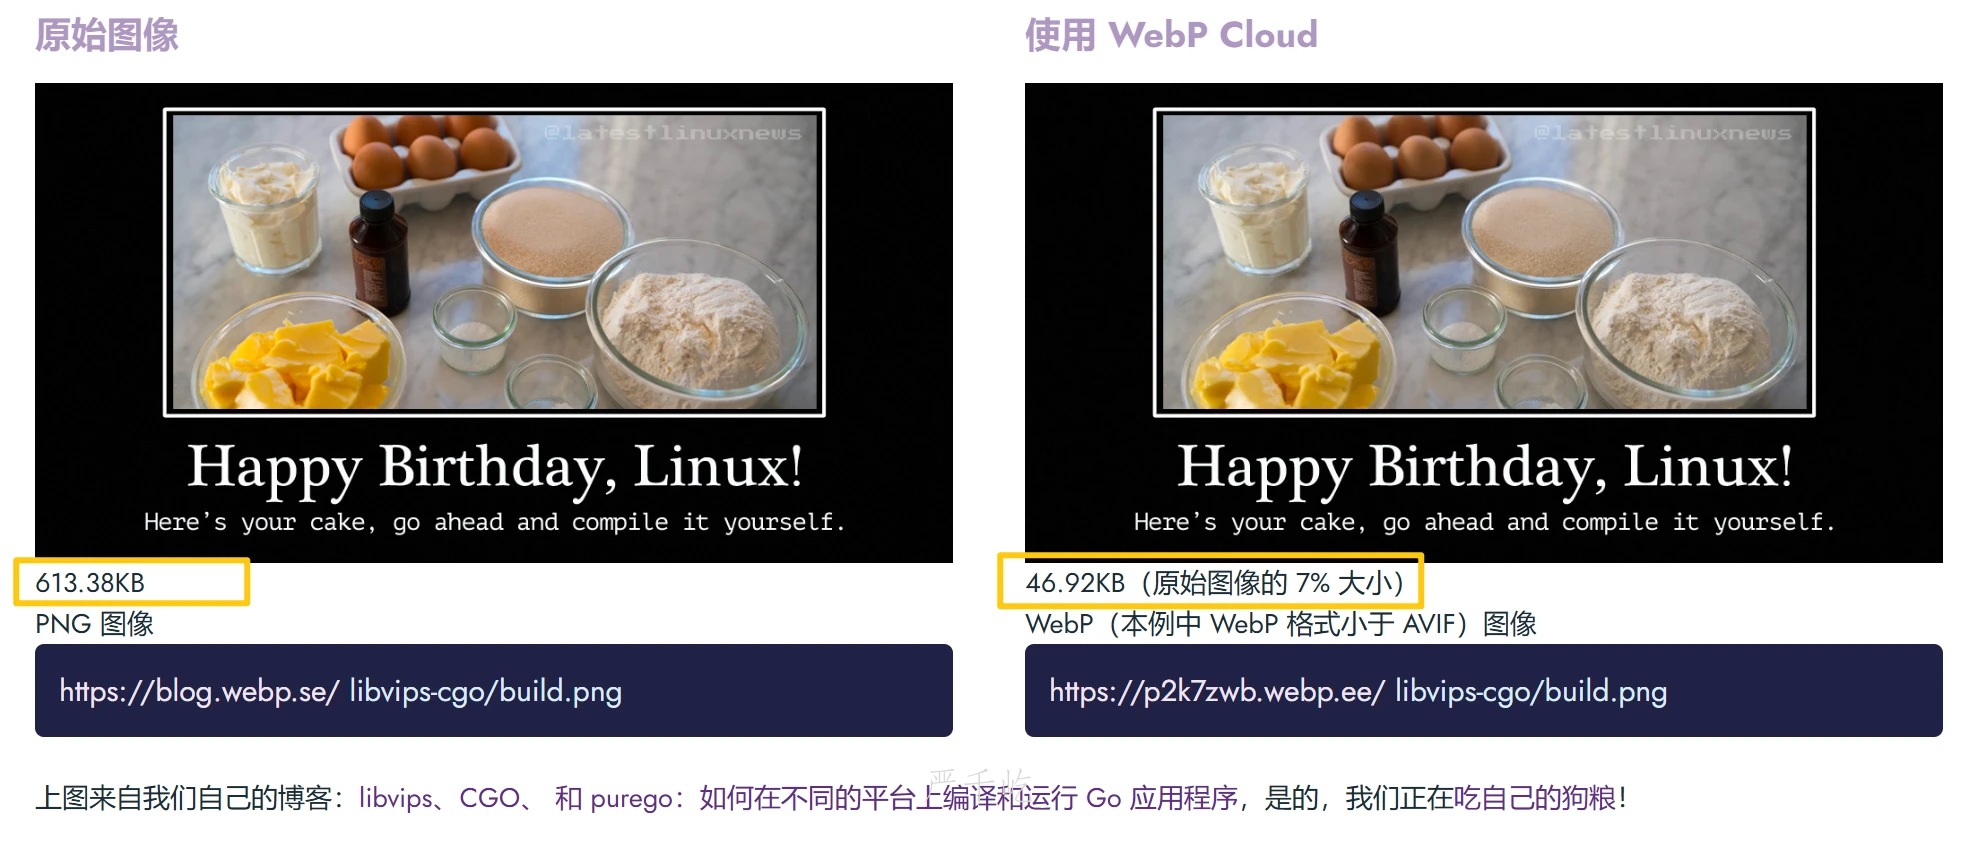 原始图像
@latestlinuxnews
Happy Birthday, Linux!
Here's your cake, go ahead and compile it yourself.
613.38KB
PNG 图像
https://blog.webp.se/ libvips-cgo/build.png
使用 WebP Cloud
@latestlinuxnews
Happy Birthday, Linux!
Here's your cake, go ahead and compile it yourself.
46.92KB（原始图像的 7% 大小）
WebP（本例中 WebP 格式小于 AVIF）图像
https://p2k7zwb.webp.ee/ libvips-cgo/build.png
上图来自我们自己的博客：libvips、CGO、 和 purego：如何在不同的平台上编译和运行 Go 应用程序，是的，我们正在吃自己的狗粮！